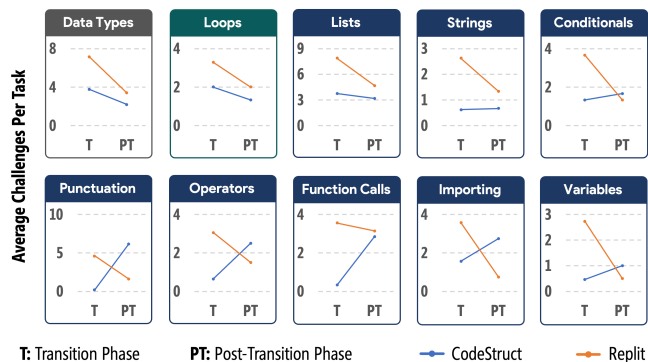 Average Challenges Per Task
Data Types
8
4
0
T PT
Loops
4
2
0
T PT
Lists
9
6
3
0
T PT
Strings
3
2
1
0
T PT
Conditionals
4
2
0
T PT
Punctuation
10
5
0
T PT
Operators
4
2
0
T PT
Function Calls
4
2
0
T PT
Importing
4
2
0
T PT
Variables
3
2
1
0
T PT
T: Transition Phase PT: Post-Transition Phase CodeStruct Replit